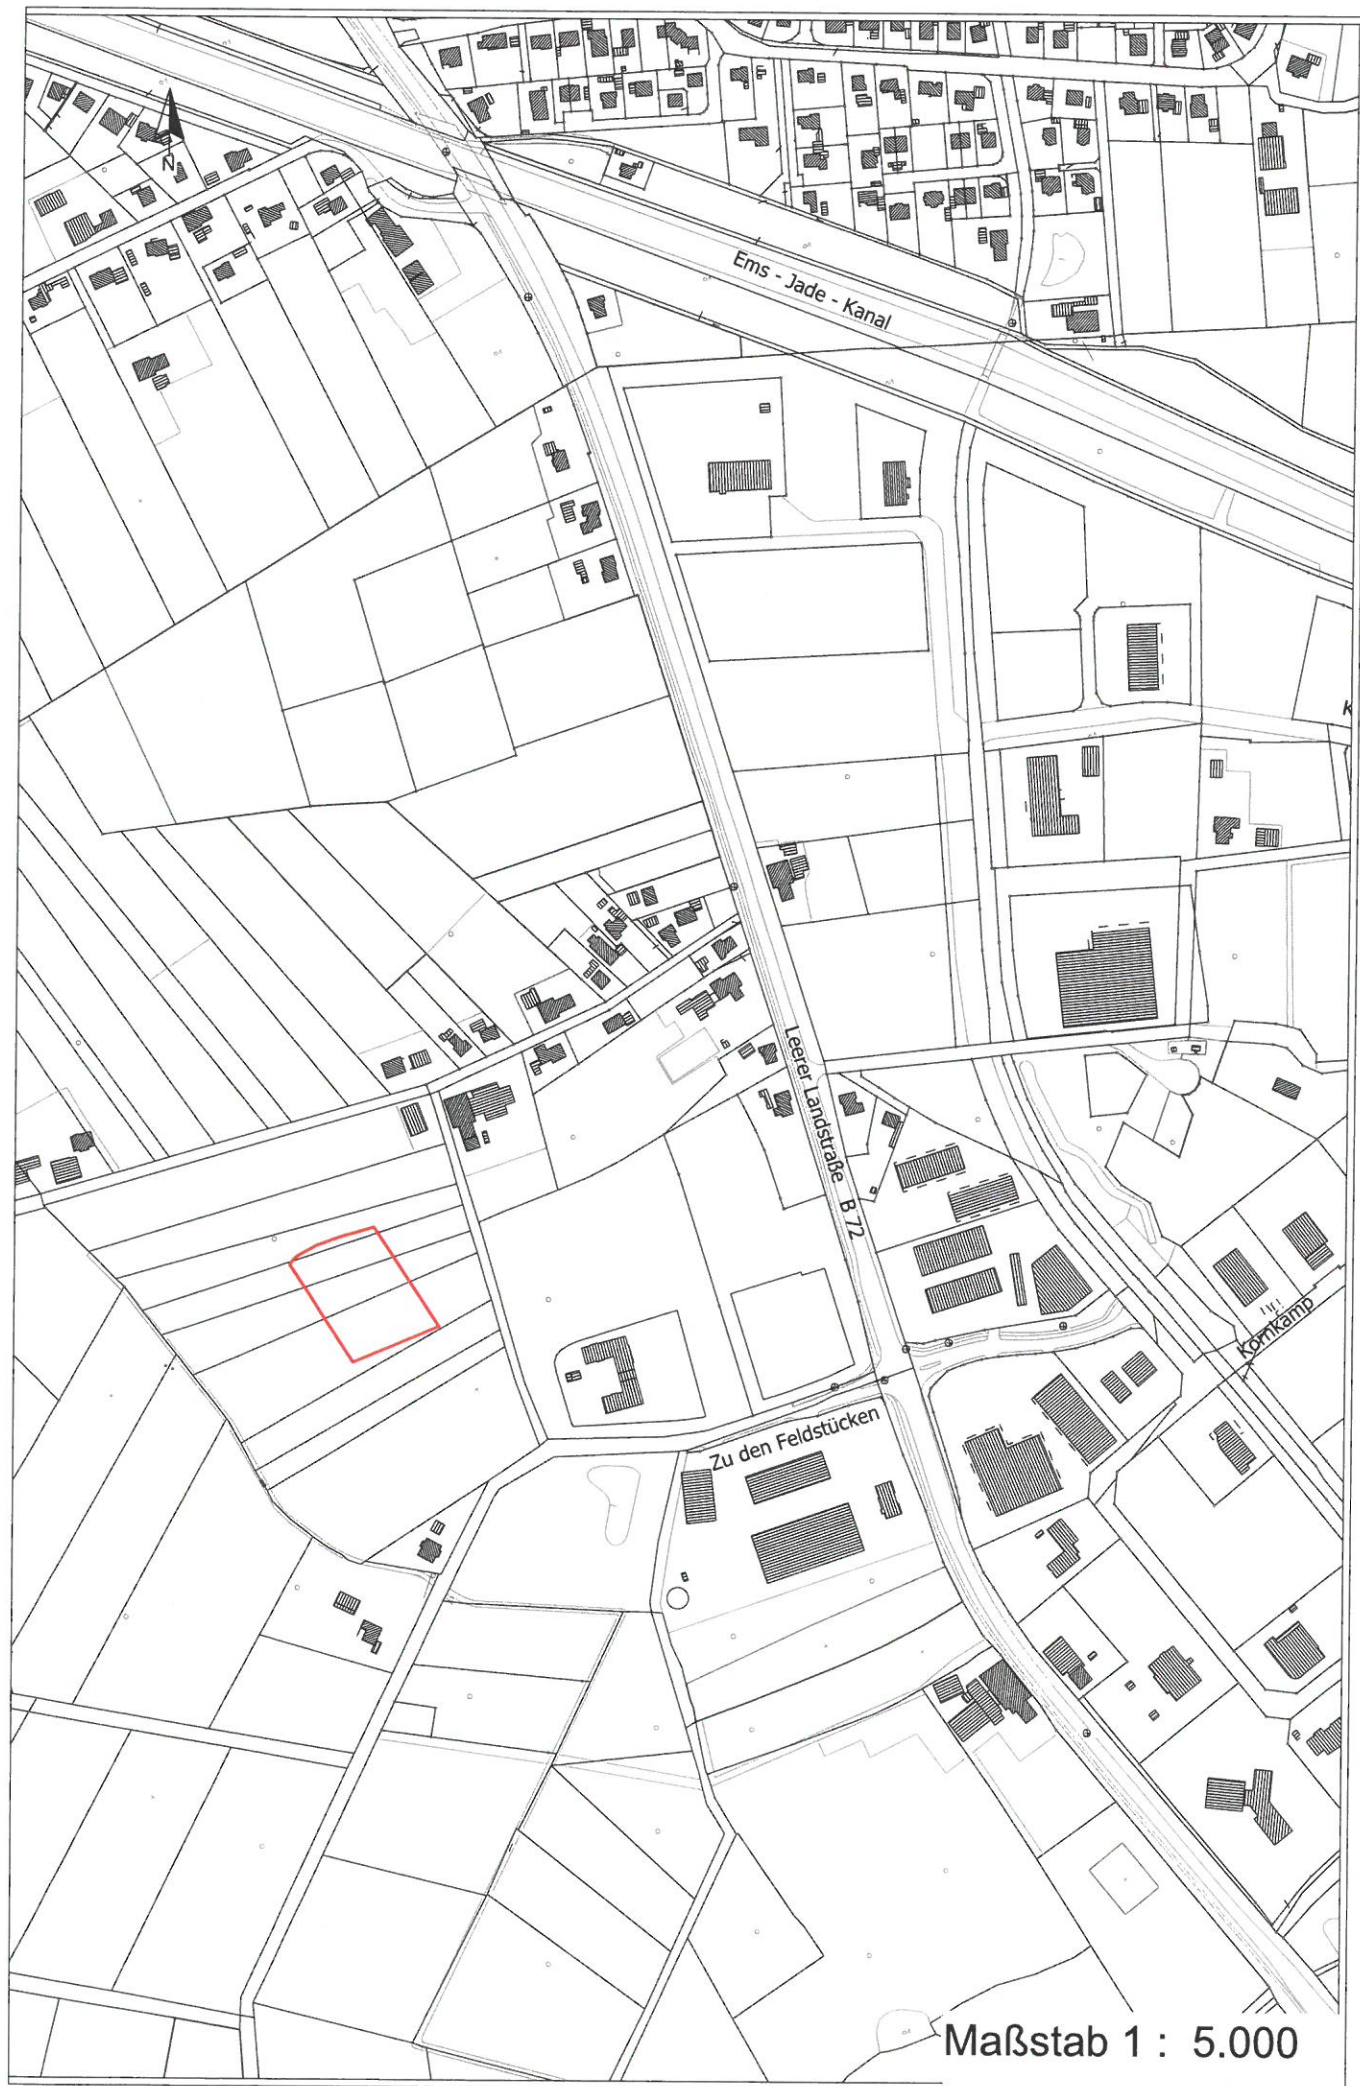 N
Ems - Jade - Kanal
K
Leerer Landstraße B 72
Kornkamp
Zu den Feldstücken
Maßstab 1 : 5.000